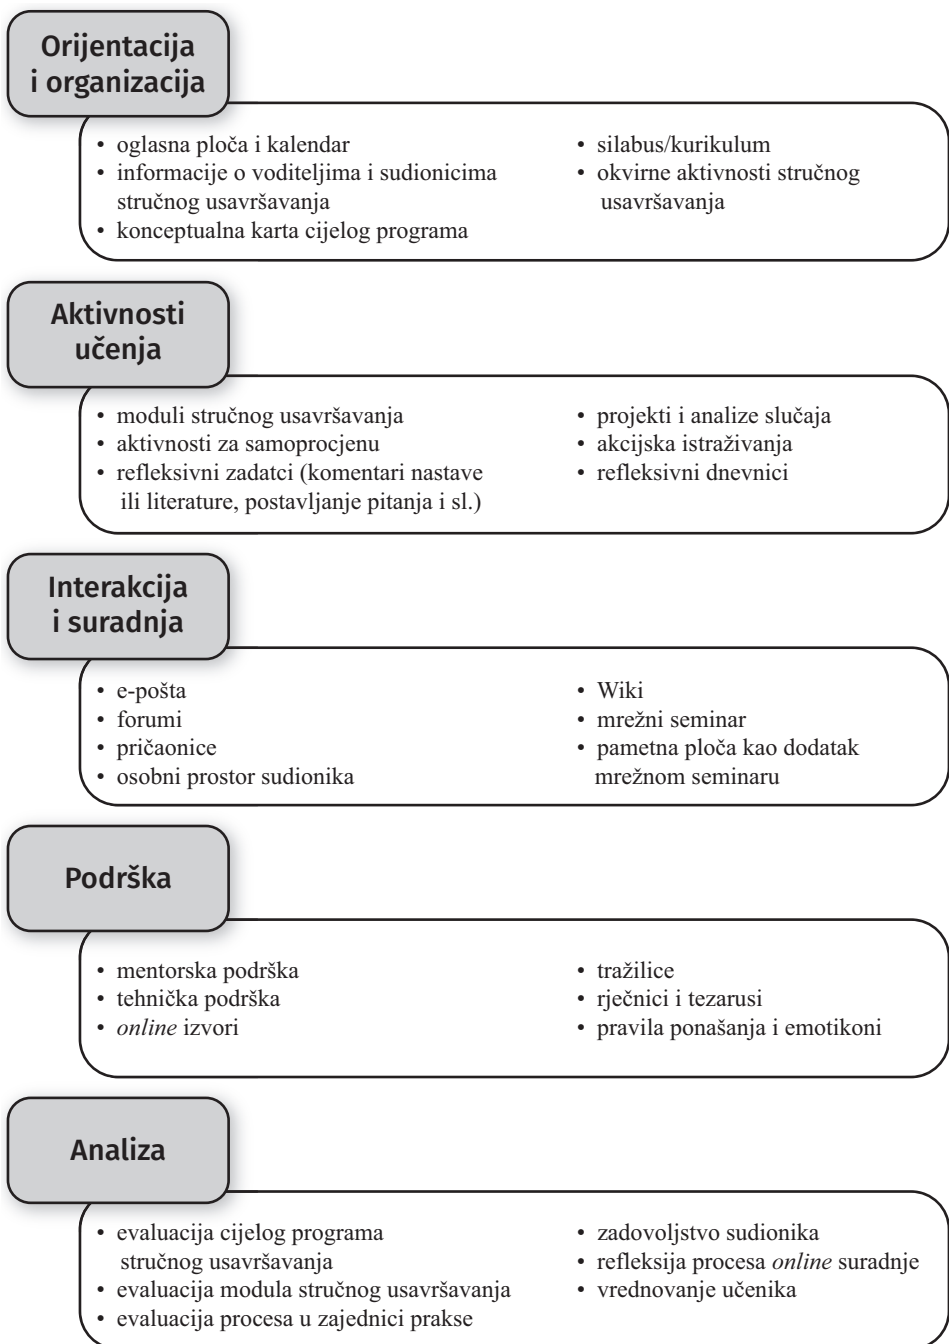 Orijentacija
i organizacija
• oglasna ploča i kalendar
• informacije o voditeljima i sudionicima
stručnog usavršavanja
• konceptualna karta cijelog programa
• silabus/kurikulum
• okvirne aktivnosti stručnog
usavršavanja
Aktivnosti
učenja
• moduli stručnog usavršavanja
• aktivnosti za samoprocjenu
• refleksivni zadatci (komentari nastave
ili literature, postavljanje pitanja i sl.)
• projekti i analize slučaja
• akcijska istraživanja
• refleksivni dnevnici
Interakcija
i suradnja
• e-pošta
• forumi
• pričaonice
• osobni prostor sudionika
• Wiki
• mrežni seminar
• pametna ploča kao dodatak
mrežnom seminaru
Podrška
• mentorska podrška
• tehnička podrška
• online izvori
• tražilice
• rječnici i tezarusi
• pravila ponašanja i emotikoni
Analiza
• evaluacija cijelog programa
stručnog usavršavanja
• evaluacija modula stručnog usavršavanja
• evaluacija procesa u zajednici prakse
• zadovoljstvo sudionika
• refleksija procesa online suradnje
• vrednovanje učenika